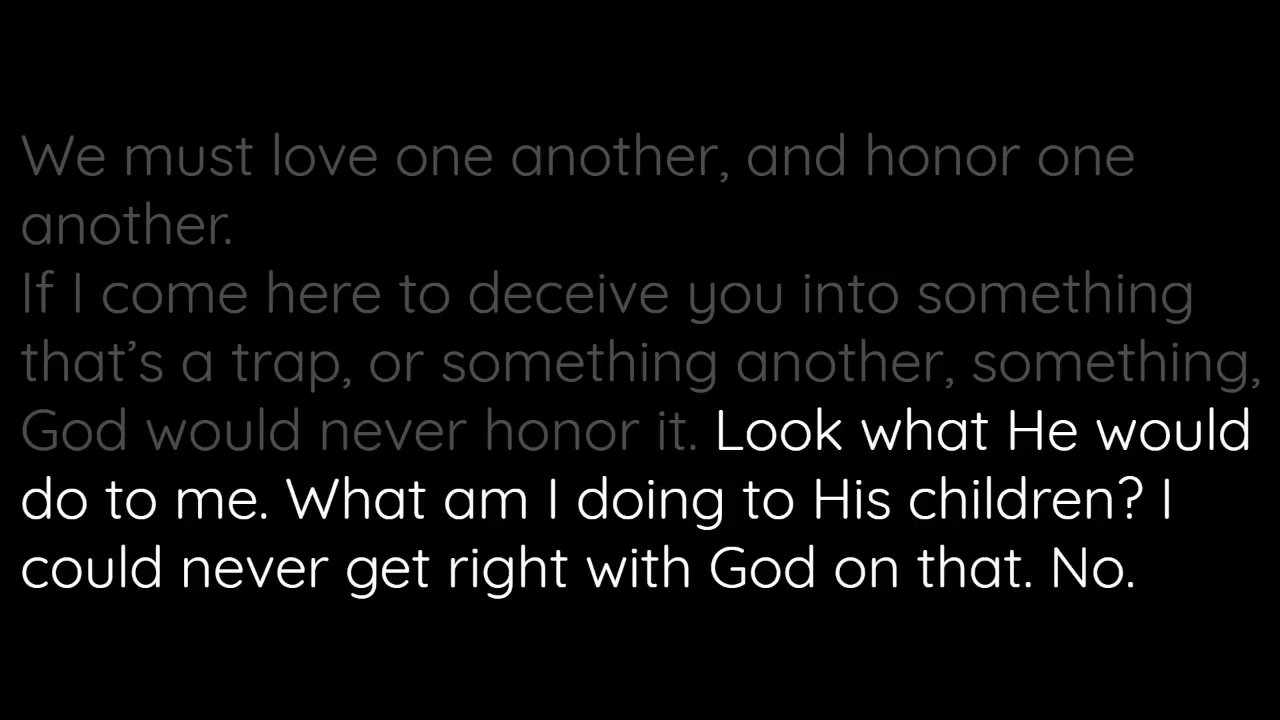 We must love one another, and honor one
another.
If I come here to deceive you into something
that’s a trap, or something another, something,
God would never honor it. Look what He would
do to me. What am I doing to His children? I
could never get right with God on that. No.